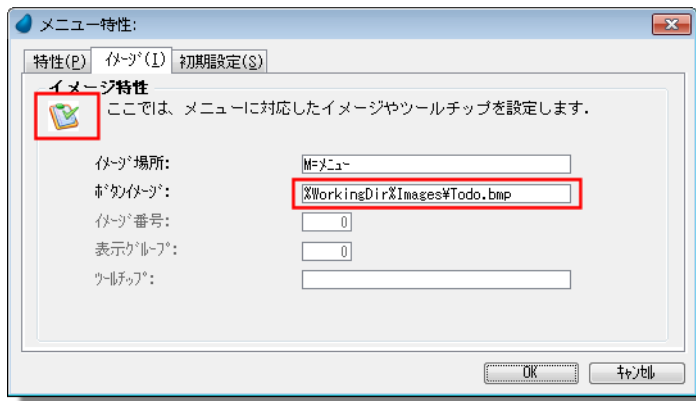 メニュー特性:
特性(P) ｲﾒｰｼﾞ(I) 初期設定(S)
イメージ特性
ここでは、メニューに対応したイメージやツールチップを設定します.
ｲﾒｰｼﾞ場所: M=ﾒﾆｭｰ
ﾎﾞﾀﾝｲﾒｰｼﾞ: %WorkingDir%Images¥Todo.bmp
ｲﾒｰｼﾞ番号: 0
表示ｸﾞﾙｰﾌﾟ: 0
ﾂｰﾙﾁｯﾌﾟ:
OK ｷｬﾝｾﾙ